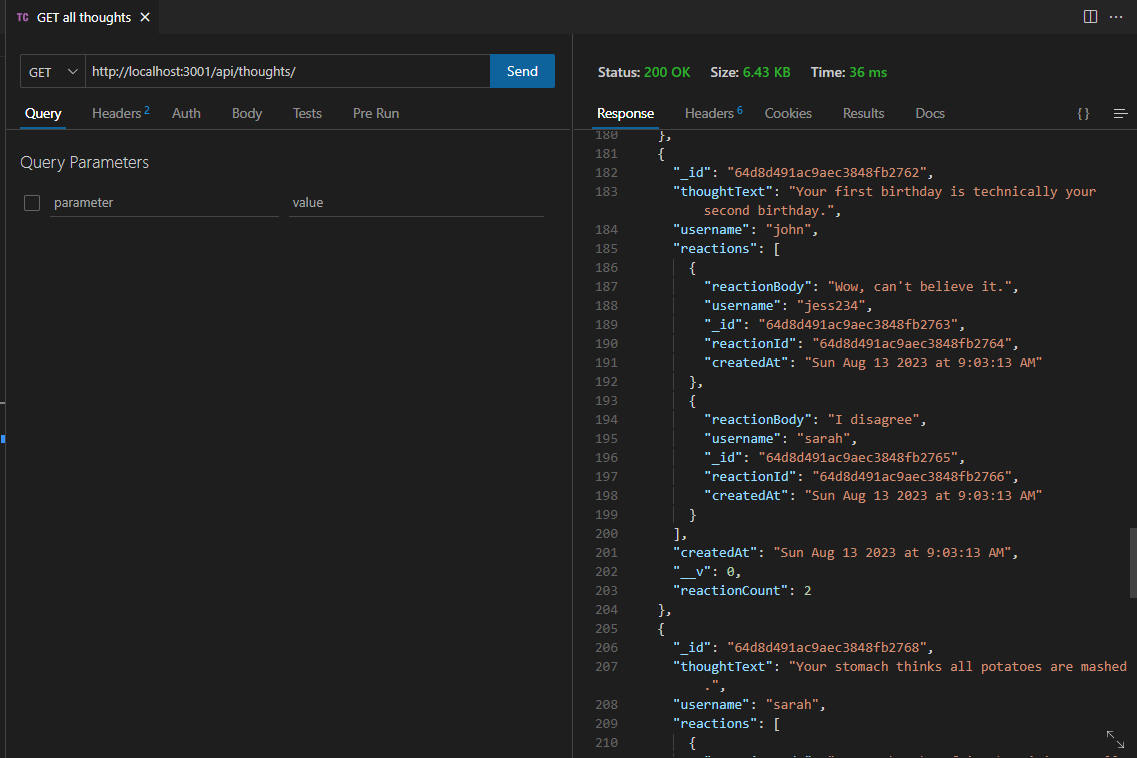 TC GET all thoughts
GET http://localhost:3001/api/thoughts/ Send
Query Headers 2 Auth Body Tests Pre Run
Query Parameters
parameter value
Status: 200 OK Size: 6.43 KB Time: 36 ms
Response Headers 6 Cookies Results Docs { }
180 },
181 {
182 "_id": "64d8d491ac9aec3848fb2762",
183 "thoughtText": "Your first birthday is technically your
second birthday.",
184 "username": "john",
185 "reactions": [
186 {
187 "reactionBody": "Wow, can't believe it.",
188 "username": "jess234",
189 "_id": "64d8d491ac9aec3848fb2763",
190 "reactionId": "64d8d491ac9aec3848fb2764",
191 "createdAt": "Sun Aug 13 2023 at 9:03:13 AM"
192 },
193 {
194 "reactionBody": "I disagree",
195 "username": "sarah",
196 "_id": "64d8d491ac9aec3848fb2765",
197 "reactionId": "64d8d491ac9aec3848fb2766",
198 "createdAt": "Sun Aug 13 2023 at 9:03:13 AM"
199 }
200 ],
201 "createdAt": "Sun Aug 13 2023 at 9:03:13 AM",
202 "__v": 0,
203 "reactionCount": 2
204 },
205 {
206 "_id": "64d8d491ac9aec3848fb2768",
207 "thoughtText": "Your stomach thinks all potatoes are mashed
.",
208 "username": "sarah",
209 "reactions": [
210 {